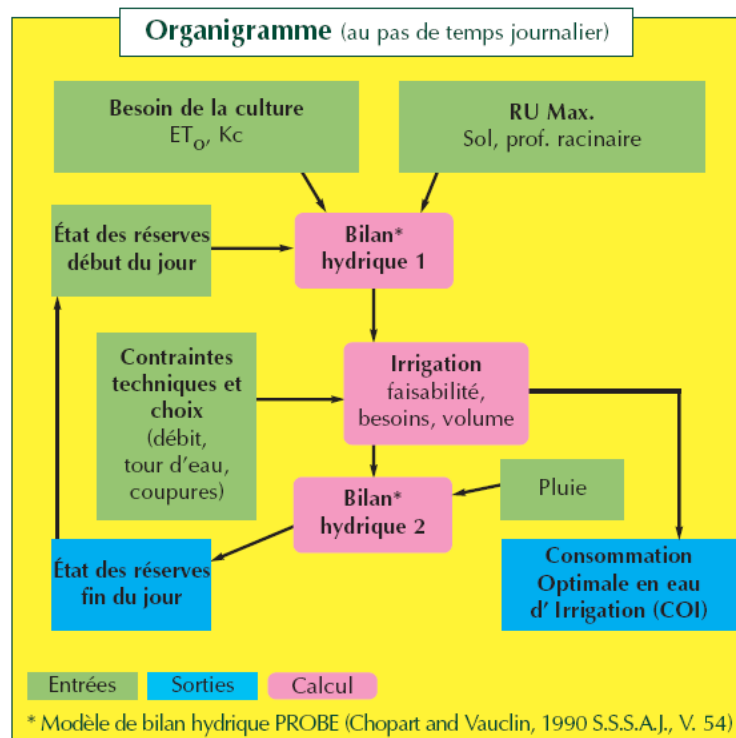 Organigramme (au pas de temps journalier)
Besoin de la culture
ETo, Kc
RU Max.
Sol, prof. racinaire
État des réserves
début du jour
Bilan*
hydrique 1
Contraintes
techniques et
choix
(débit,
tour d'eau,
coupures)
Irrigation
faisabilité,
besoins, volume
Bilan*
hydrique 2
Pluie
État des réserves
fin du jour
Consommation
Optimale en eau
d' Irrigation (COI)
Entrées
Sorties
Calcul
* Modèle de bilan hydrique PROBE (Chopart and Vauclin, 1990 S.S.S.A.J., V. 54)